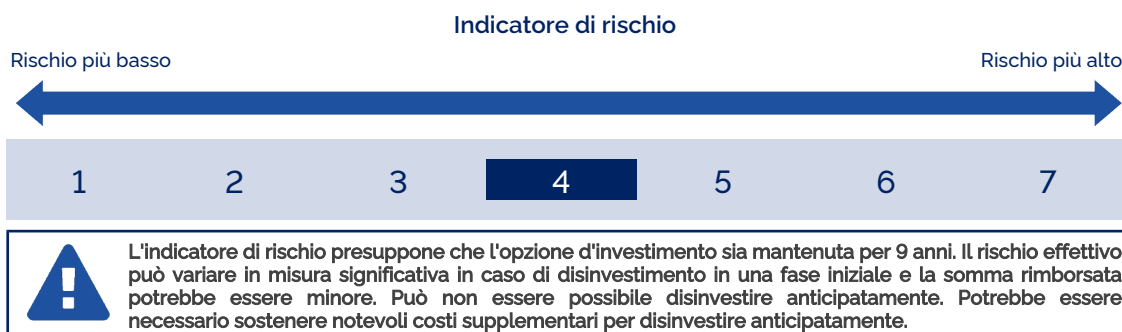 Indicatore di rischio
Rischio più basso
Rischio più alto
1 2 3 4 5 6 7
L'indicatore di rischio presuppone che l'opzione d'investimento sia mantenuta per 9 anni. Il rischio effettivo
può variare in misura significativa in caso di disinvestimento in una fase iniziale e la somma rimborsata
potrebbe essere minore. Può non essere possibile disinvestire anticipatamente. Potrebbe essere
necessario sostenere notevoli costi supplementari per disinvestire anticipatamente.